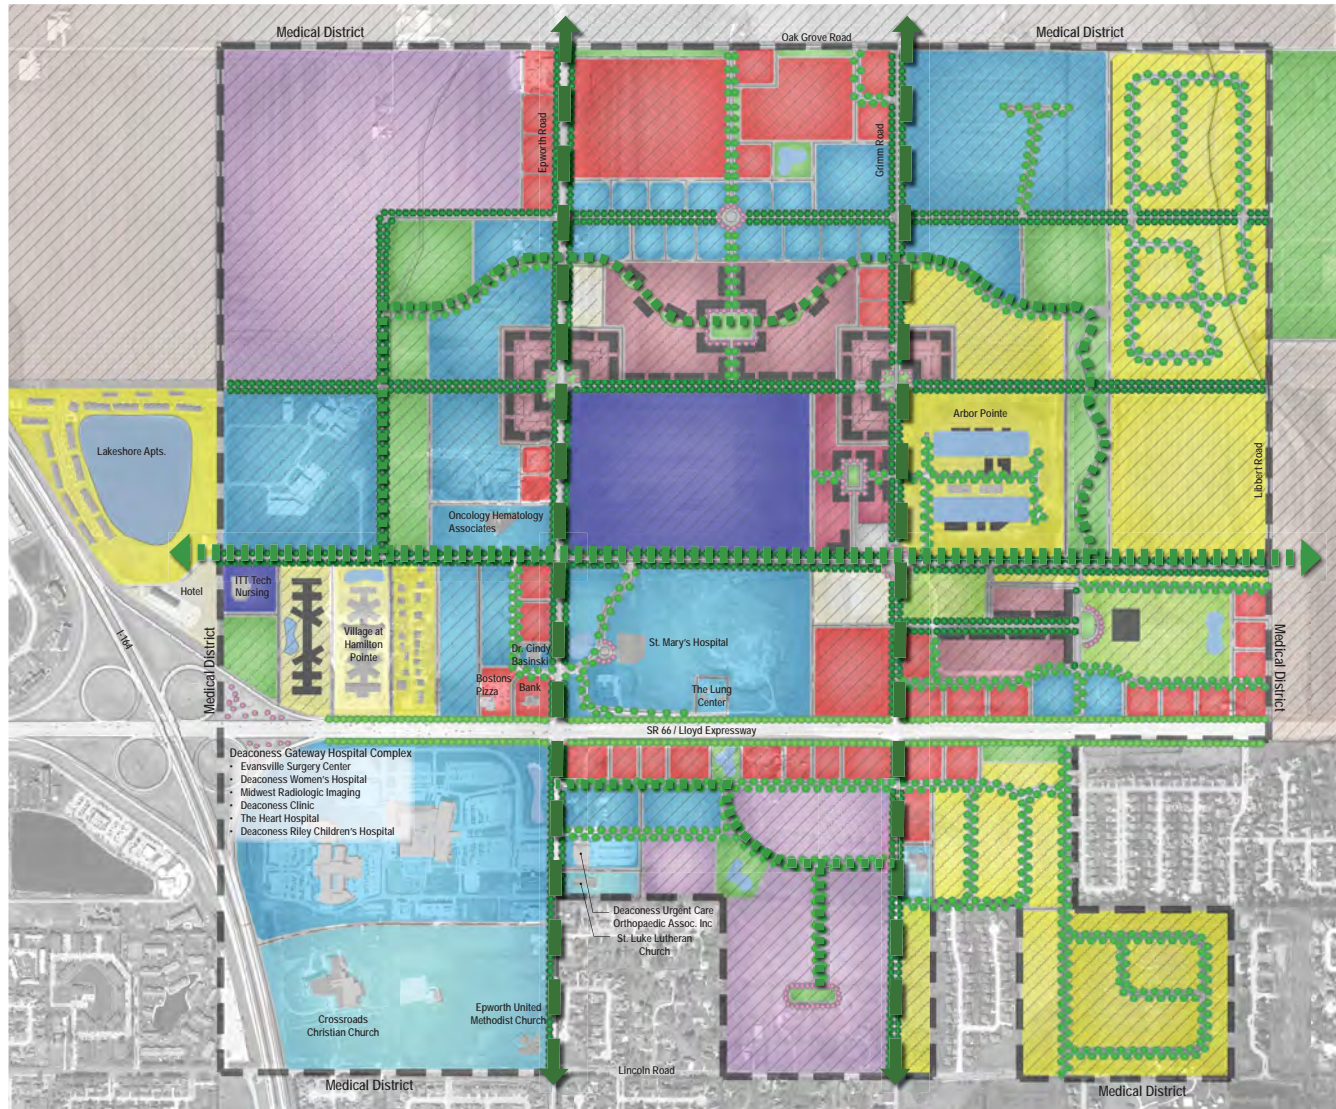 Medical District
Oak Grove Road
Medical District
Epworth Road
Grimm Road
Lakeshore Apts.
Arbor Pointe
Libbert Road
Oncology Hematology
Associates
ITT Tech
Nursing
Hotel
I-164
Village at
Hamilton
Pointe
Dr. Cindy
Basinski
St. Mary's Hospital
Bostons
Pizza
Bank
The Lung
Center
Medical District
Medical District
SR 66 / Lloyd Expressway
Deaconess Gateway Hospital Complex
• Evansville Surgery Center
• Deaconess Women's Hospital
• Midwest Radiologic Imaging
• Deaconess Clinic
• The Heart Hospital
• Deaconess Riley Children's Hospital
Deaconess Urgent Care
Orthopaedic Assoc. Inc
St. Luke Lutheran
Church
Crossroads
Christian Church
Epworth United
Methodist Church
Lincoln Road
Medical District
Medical District